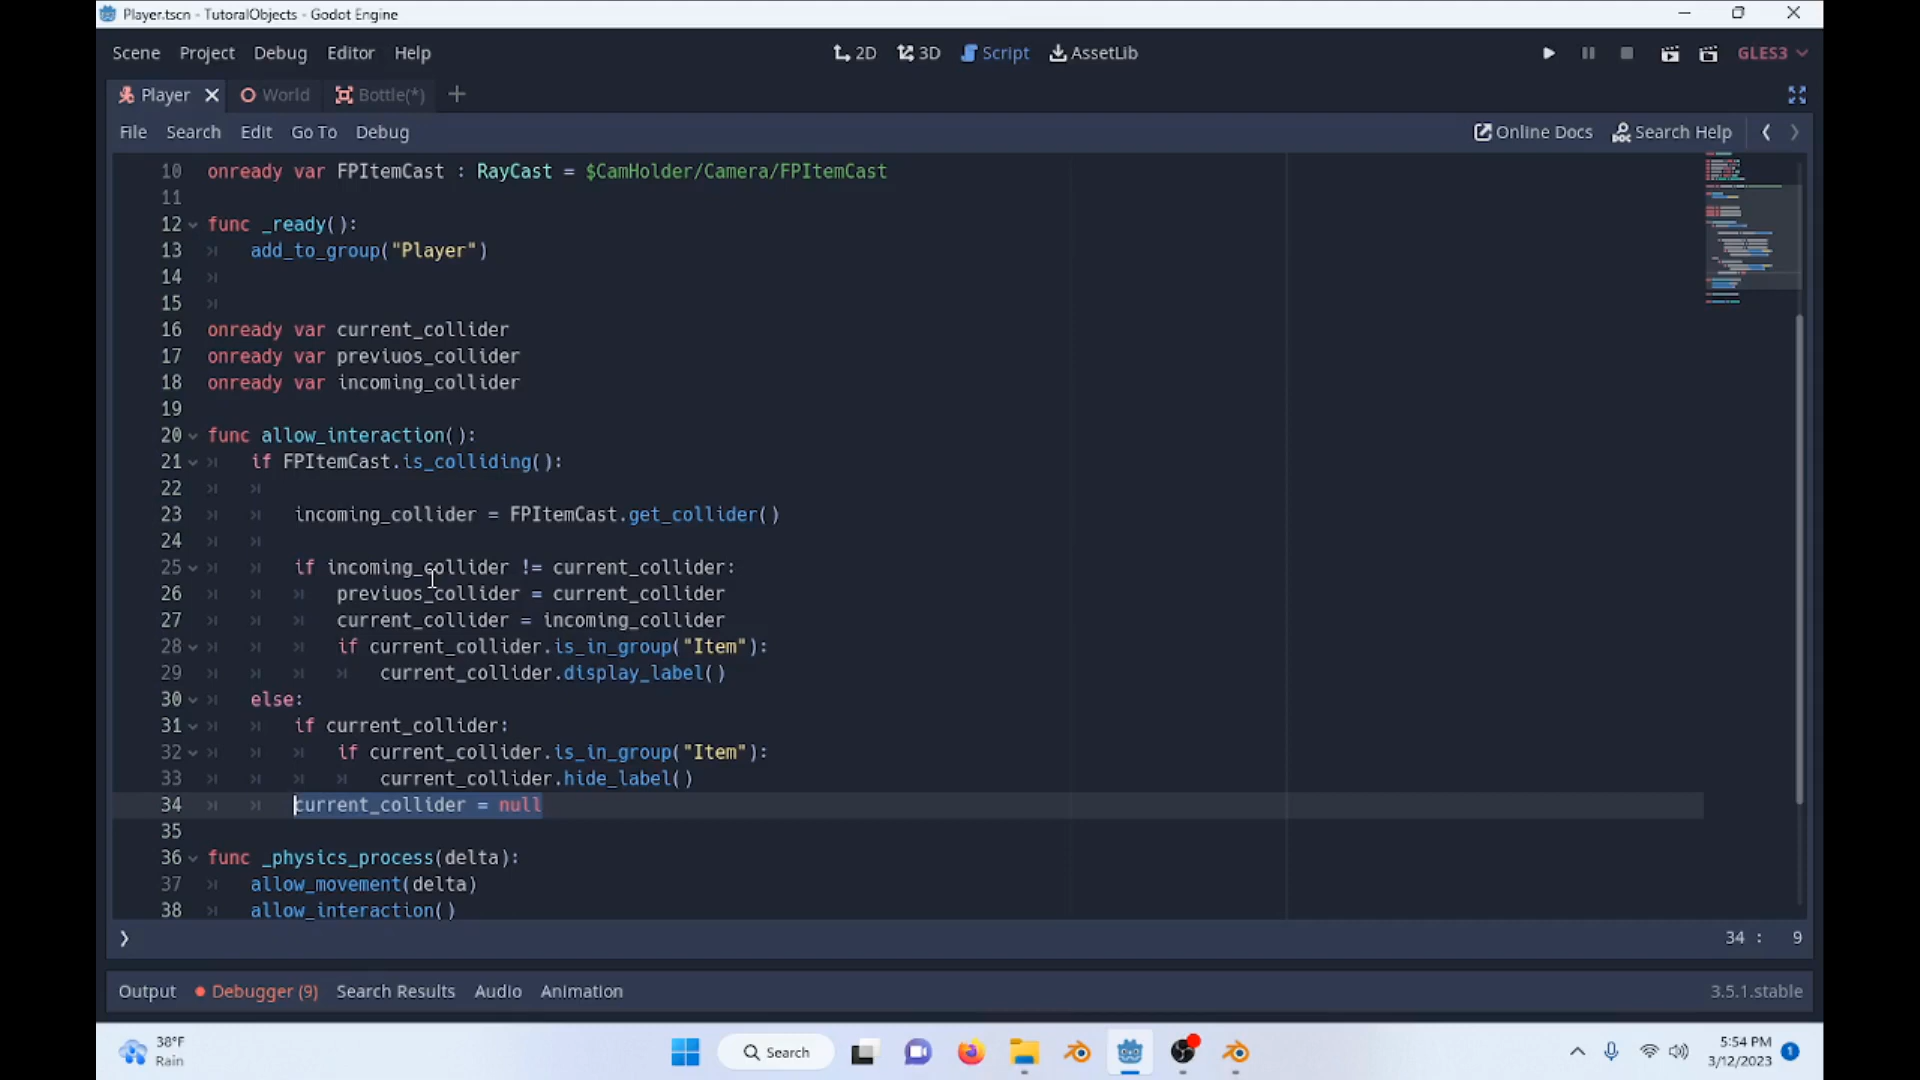 Player.tscn - TutoralObjects - Godot Engine
Scene Project Debug Editor Help
2D 3D Script AssetLib
GLES3
Player World Bottle(*)
File Search Edit Go To Debug
Online Docs Search Help
10 onready var FPItemCast : RayCast = $CamHolder/Camera/FPItemCast
11
12 func _ready():
13 add_to_group("Player")
14
15
16 onready var current_collider
17 onready var previuos_collider
18 onready var incoming_collider
19
20 func allow_interaction():
21 if FPItemCast.is_colliding():
22
23 incoming_collider = FPItemCast.get_collider()
24
25 if incoming_collider != current_collider:
26 previuos_collider = current_collider
27 current_collider = incoming_collider
28 if current_collider.is_in_group("Item"):
29 current_collider.display_label()
30 else:
31 if current_collider:
32 if current_collider.is_in_group("Item"):
33 current_collider.hide_label()
34 current_collider = null
35
36 func _physics_process(delta):
37 allow_movement(delta)
38 allow_interaction()
34 : 9
Output Debugger (9) Search Results Audio Animation
3.5.1.stable
38°F
Rain
Search
5:54 PM
3/12/2023
1